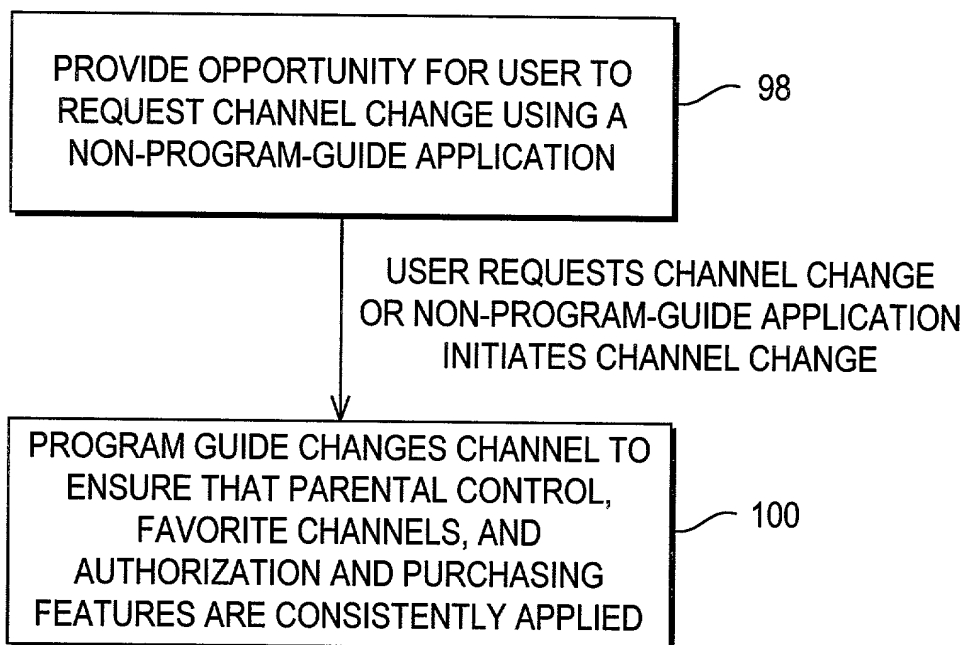 PROVIDE OPPORTUNITY FOR USER TO
REQUEST CHANNEL CHANGE USING A
NON-PROGRAM-GUIDE APPLICATION
98
USER REQUESTS CHANNEL CHANGE
OR NON-PROGRAM-GUIDE APPLICATION
INITIATES CHANNEL CHANGE
PROGRAM GUIDE CHANGES CHANNEL TO
ENSURE THAT PARENTAL CONTROL,
FAVORITE CHANNELS, AND
AUTHORIZATION AND PURCHASING
FEATURES ARE CONSISTENTLY APPLIED
100